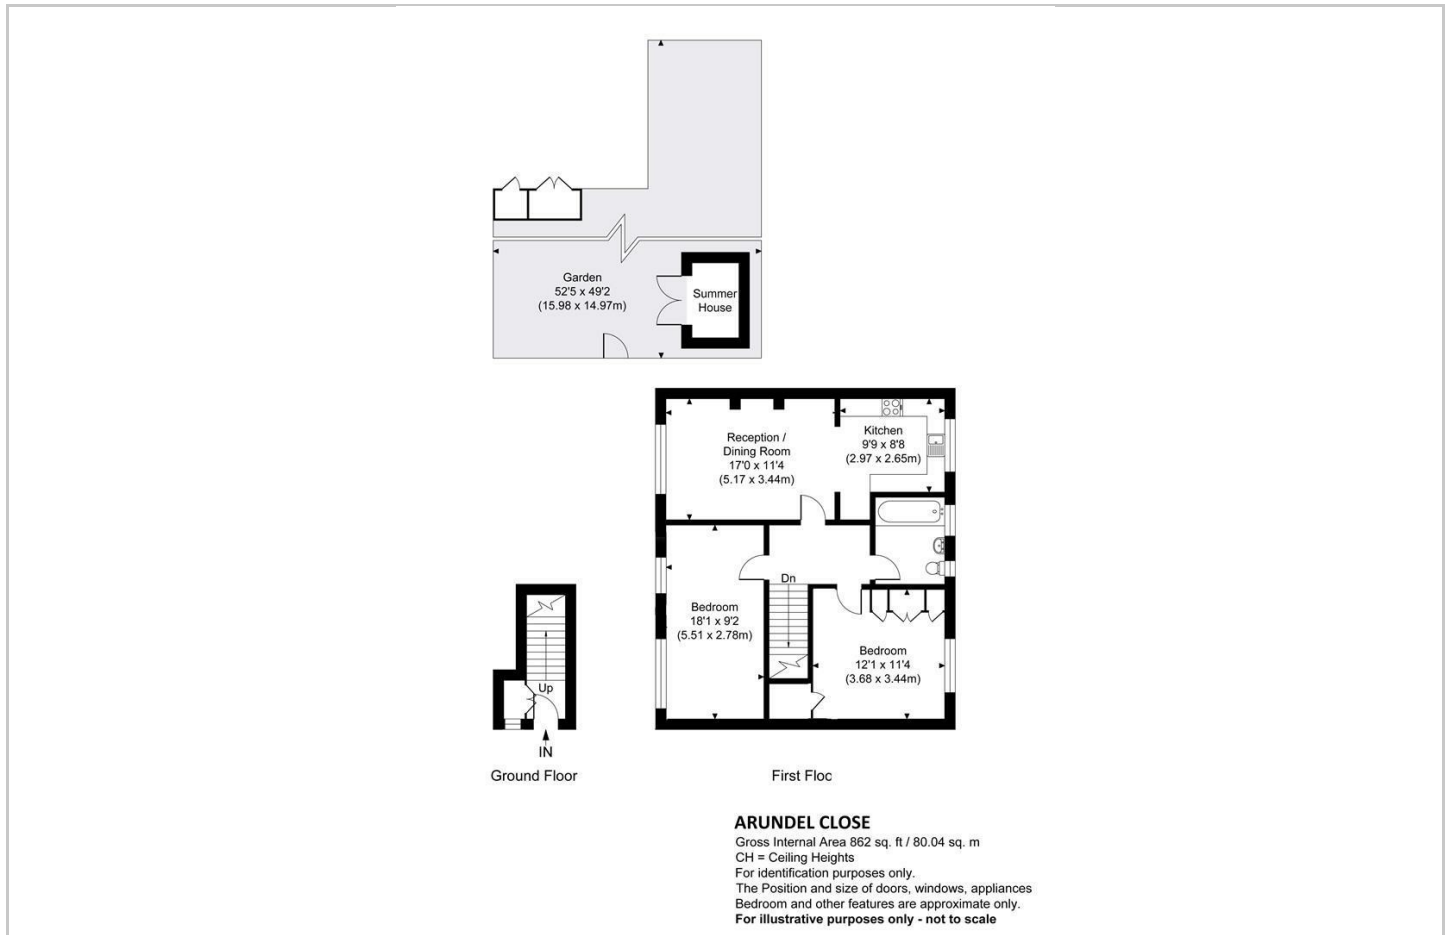 Garden
52'5 x 49'2
(15.98 x 14.97m)
Summer
House
Reception /
Dining Room
17'0 x 11'4
(5.17 x 3.44m)
Kitchen
9'9 x 8'8
(2.97 x 2.65m)
Dn
Bedroom
18'1 x 9'2
(5.51 x 2.78m)
Bedroom
12'1 x 11'4
(3.68 x 3.44m)
Up
IN
Ground Floor
First Floc
ARUNDEL CLOSE
Gross Internal Area 862 sq. ft / 80.04 sq. m
CH = Ceiling Heights
For identification purposes only.
The Position and size of doors, windows, appliances
Bedroom and other features are approximate only.
For illustrative purposes only - not to scale